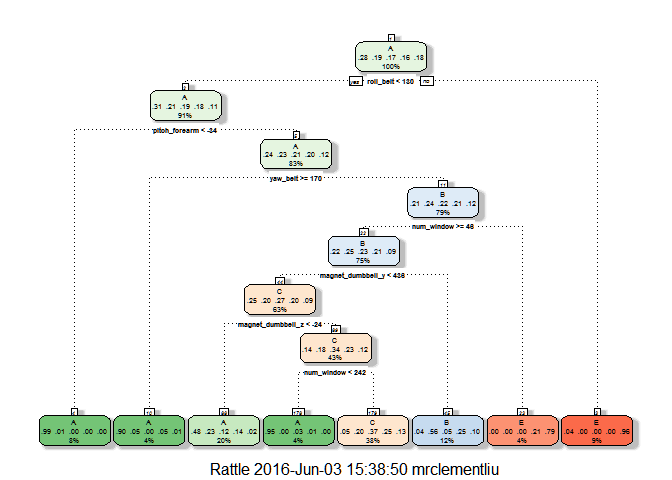 1
A
.28 .19 .17 .16 .18
100%
yes roll_belt < 130 no
2
A
.31 .21 .19 .18 .11
91%
pitch_forearm < -34
5
A
.24 .23 .21 .20 .12
83%
yaw_belt >= 170
11
B
.21 .24 .22 .21 .12
79%
num_window >= 46
22
B
.22 .25 .23 .21 .09
75%
magnet_dumbbell_y < 436
44
C
.25 .20 .27 .20 .09
63%
magnet_dumbbell_z < -24
89
C
.14 .18 .34 .23 .12
43%
num_window < 242
4 10 88 178 179 45 23 3
A A A A C B E E
.99 .01 .00 .00 .00 .90 .05 .00 .05 .01 .48 .23 .12 .14 .02 .95 .00 .03 .01 .00 .05 .20 .37 .25 .13 .04 .56 .05 .25 .10 .00 .00 .00 .21 .79 .04 .00 .00 .00 .96
8% 4% 20% 4% 38% 12% 4% 9%
Rattle 2016-Jun-03 15:38:50 mrclementliu